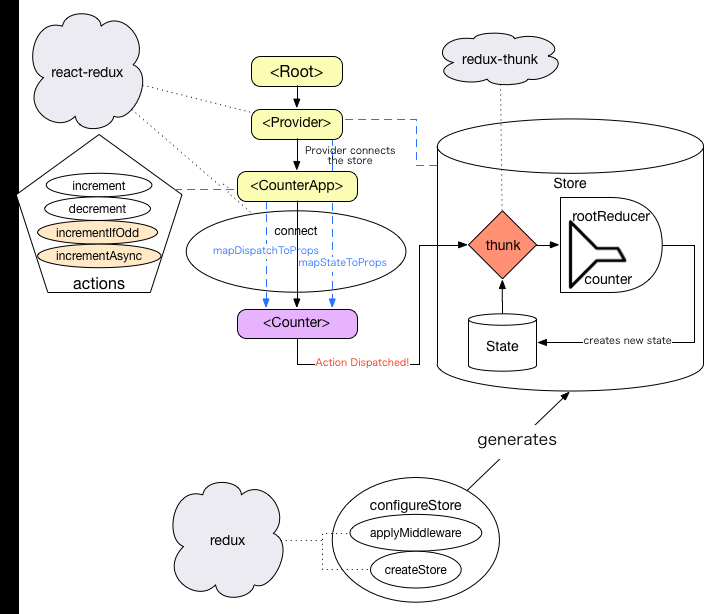 react-redux
<Root>
redux-thunk
<Provider>
Provider connects
the store
<CounterApp>
Store
increment
decrement
incrementIfOdd
incrementAsync
actions
connect
mapDispatchToProps
mapStateToProps
thunk
rootReducer
counter
<Counter>
State
creates new state
Action Dispatched!
generates
configureStore
applyMiddleware
createStore
redux